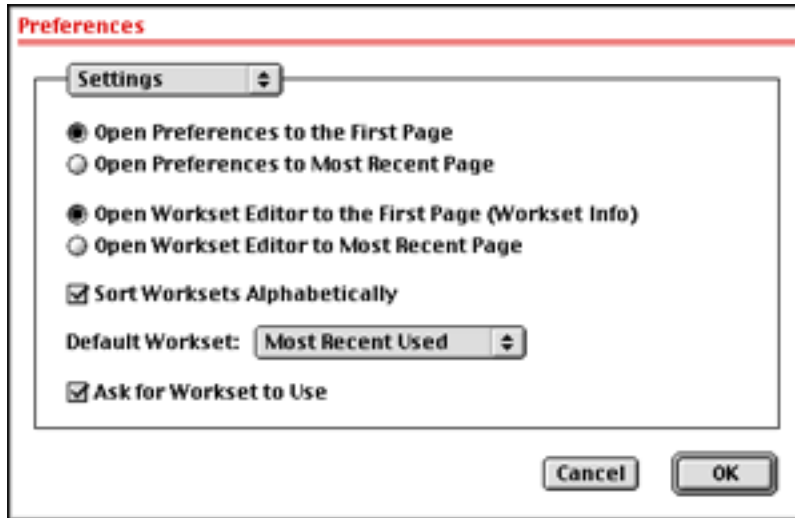 Preferences
Settings
Open Preferences to the First Page
Open Preferences to Most Recent Page
Open Workset Editor to the First Page (Workset Info)
Open Workset Editor to Most Recent Page
Sort Worksets Alphabetically
Default Workset: Most Recent Used
Ask for Workset to Use
Cancel OK